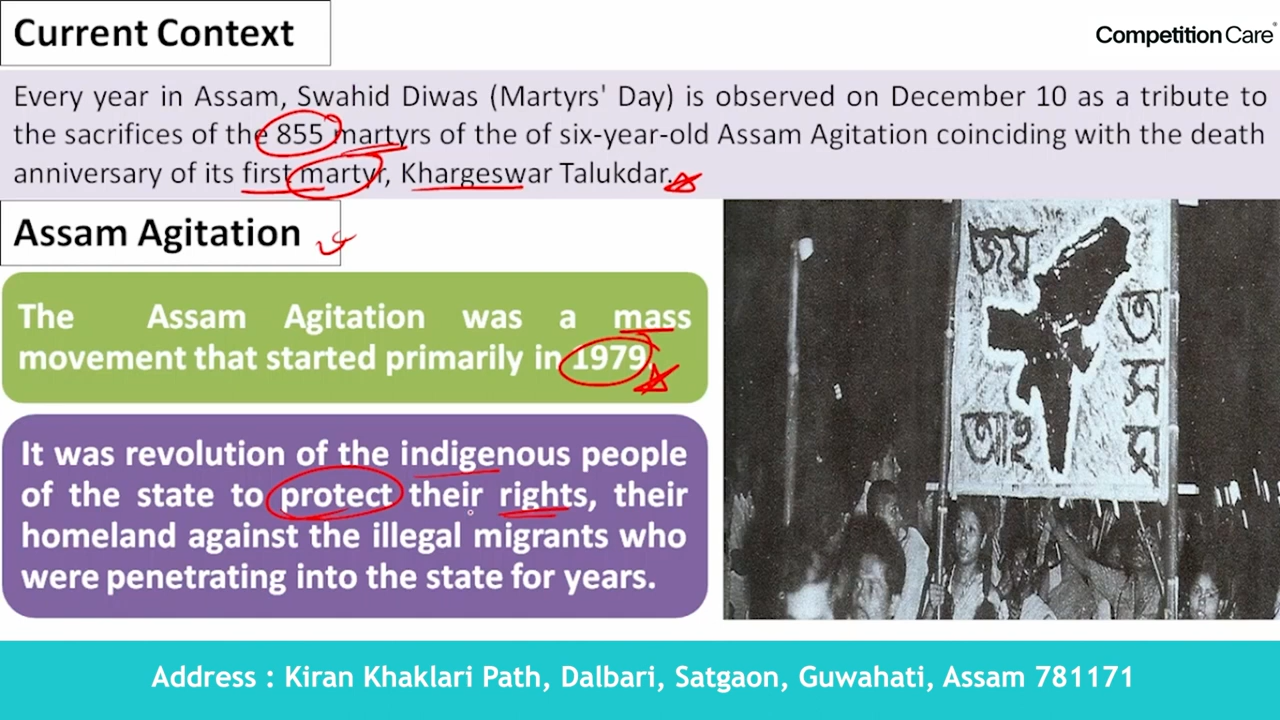 Current Context
CompetitionCare
Every year in Assam, Swahid Diwas (Martyrs' Day) is observed on December 10 as a tribute to
the sacrifices of the 855 martyrs of the of six-year-old Assam Agitation coinciding with the death
anniversary of its first martyr, Khargeswar Talukdar.
Assam Agitation
The Assam Agitation was a mass
movement that started primarily in 1979.
It was revolution of the indigenous people
of the state to protect their rights, their
homeland against the illegal migrants who
were penetrating into the state for years.
জয়
আই
অসম
Address : Kiran Khaklari Path, Dalbari, Satgaon, Guwahati, Assam 781171